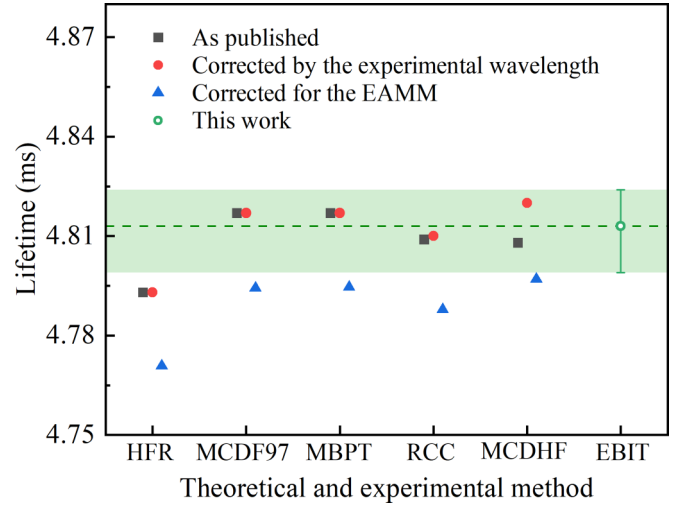 4.87
4.84
4.81
4.78
4.75
Lifetime (ms)
As published
Corrected by the experimental wavelength
Corrected for the EAMM
This work
HFR MCDF97 MBPT RCC MCDHF EBIT
Theoretical and experimental method